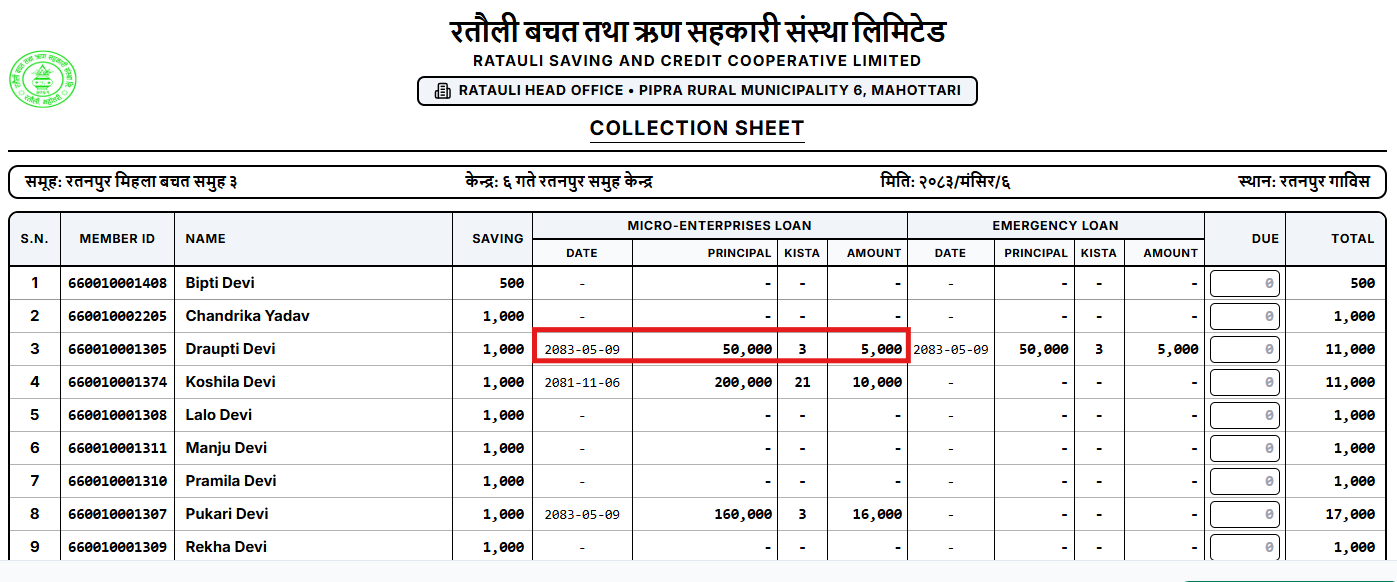 रतौली बचत तथा ऋण सहकारी संस्था लिमिटेड
RATAULI SAVING AND CREDIT COOPERATIVE LIMITED
RATAULI HEAD OFFICE • PIPRA RURAL MUNICIPALITY 6, MAHOTTARI
COLLECTION SHEET
समूह: रतनपुर मिहला बचत समुह ३ केन्द्र: ६ गते रतनपुर समुह केन्द्र मिति: २०८३/मंसिर/६ स्थान: रतनपुर गाविस
S.N. MEMBER ID NAME SAVING MICRO-ENTERPRISES LOAN EMERGENCY LOAN DUE TOTAL
DATE PRINCIPAL KISTA AMOUNT DATE PRINCIPAL KISTA AMOUNT
1 660010001408 Bipti Devi 500 - - - - - - - - 0 500
2 660010002205 Chandrika Yadav 1,000 - - - - - - - - 0 1,000
3 660010001305 Draupti Devi 1,000 2083-05-09 50,000 3 5,000 2083-05-09 50,000 3 5,000 0 11,000
4 660010001374 Koshila Devi 1,000 2081-11-06 200,000 21 10,000 - - - - 0 11,000
5 660010001308 Lalo Devi 1,000 - - - - - - - - 0 1,000
6 660010001311 Manju Devi 1,000 - - - - - - - - 0 1,000
7 660010001310 Pramila Devi 1,000 - - - - - - - - 0 1,000
8 660010001307 Pukari Devi 1,000 2083-05-09 160,000 3 16,000 - - - - 0 17,000
9 660010001309 Rekha Devi 1,000 - - - - - - - - 0 1,000